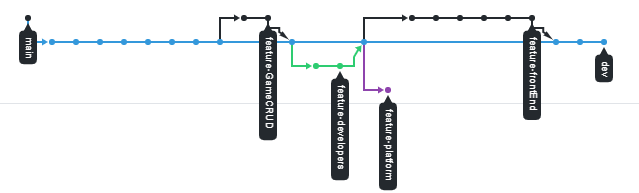 main
feature-GameCRUD
feature-developers
feature-platform
feature-frontEnd
dev